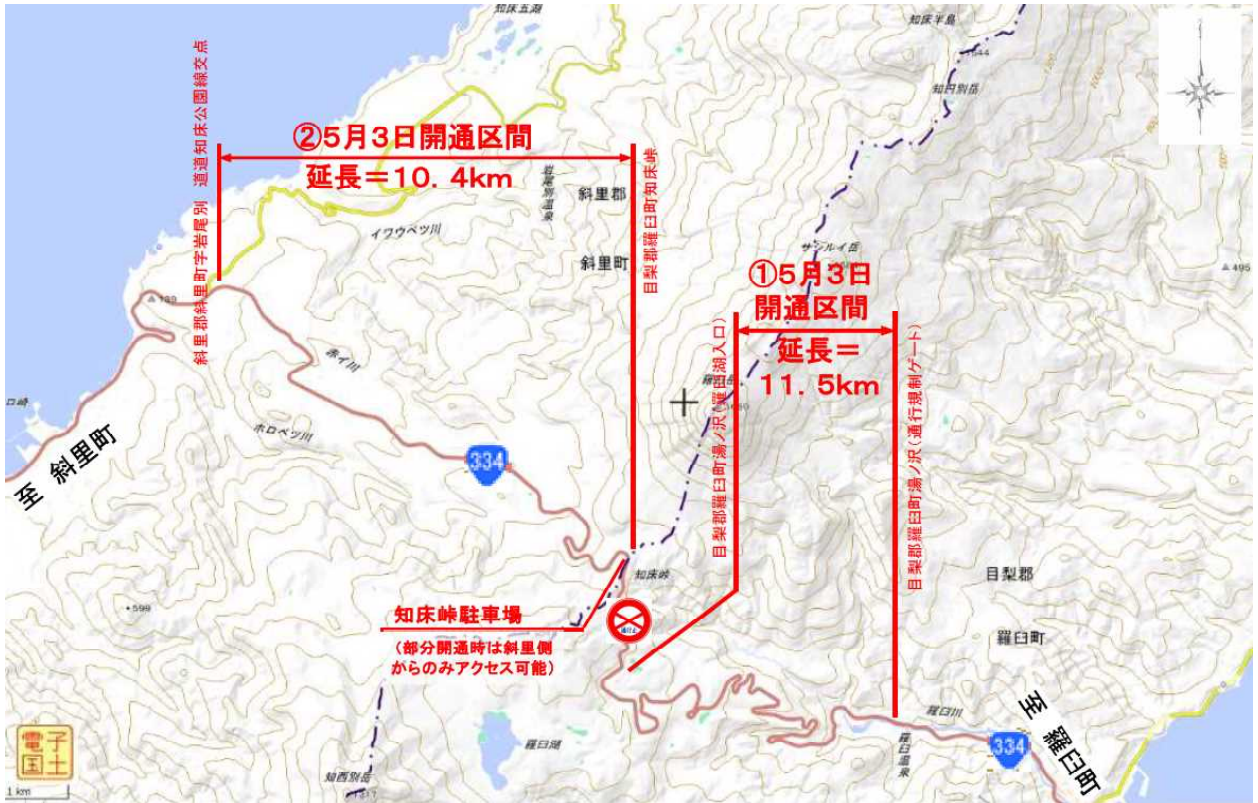 知床五湖
知床半島
知円別岳
②5月3日開通区間
延長=10.4km
斜里郡斜里町字岩尾別 道道知床公園線交点
目梨郡羅臼町知床峠
斜里郡
斜里町
イワウベツ川
サシルイ岳
495
①5月3日
開通区間
延長=
11.5km
目梨郡羅臼町湯ノ沢(羅臼湖入口)
目梨郡羅臼町湯ノ沢(通行規制ゲート)
139
赤イ川
ホロベツ川
334
至 斜里町
知床峠
知床峠駐車場
(部分開通時は斜里側
からのみアクセス可能)
599
目梨郡
羅臼町
羅臼川
羅臼温泉
334
至 羅臼町
羅臼湖
知西別岳
電子
国土
1 km